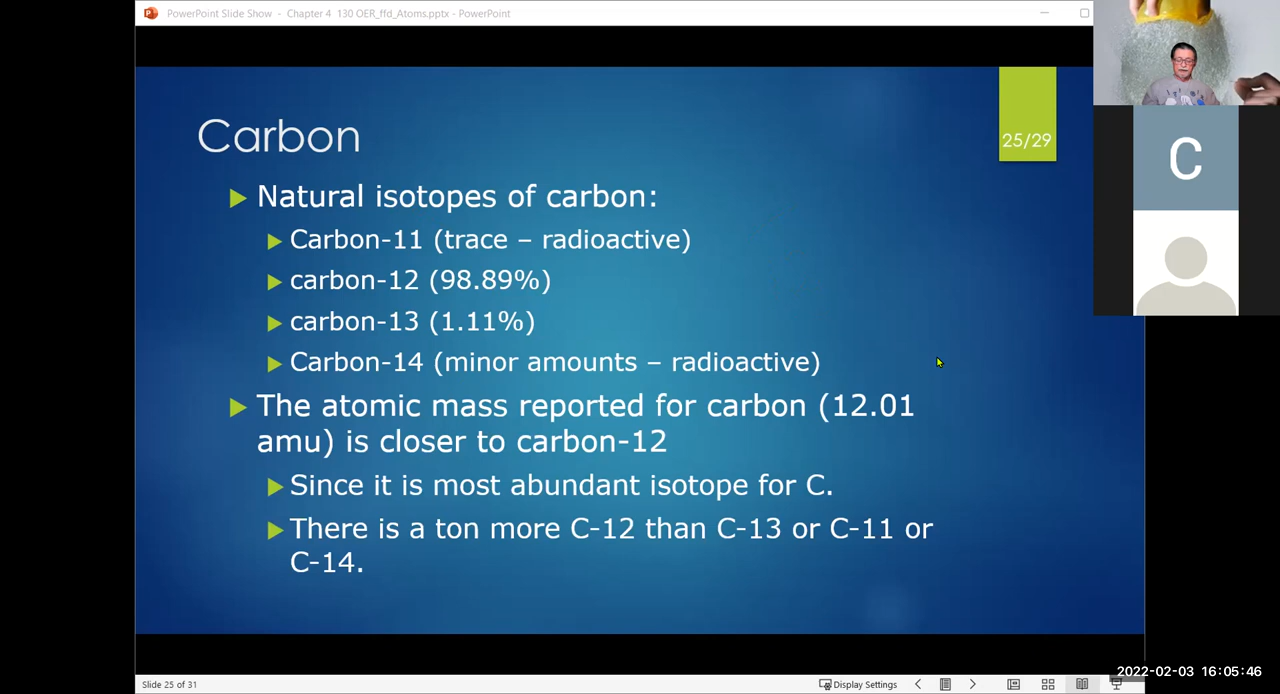 PowerPoint Slide Show - Chapter 4 130 OER_ffd_Atoms.pptx - PowerPoint
Carbon
25/29
Natural isotopes of carbon:
Carbon-11 (trace – radioactive)
carbon-12 (98.89%)
carbon-13 (1.11%)
Carbon-14 (minor amounts – radioactive)
The atomic mass reported for carbon (12.01
amu) is closer to carbon-12
Since it is most abundant isotope for C.
There is a ton more C-12 than C-13 or C-11 or
C-14.
C
2022-02-03 16:05:46
Slide 25 of 31
Display Settings